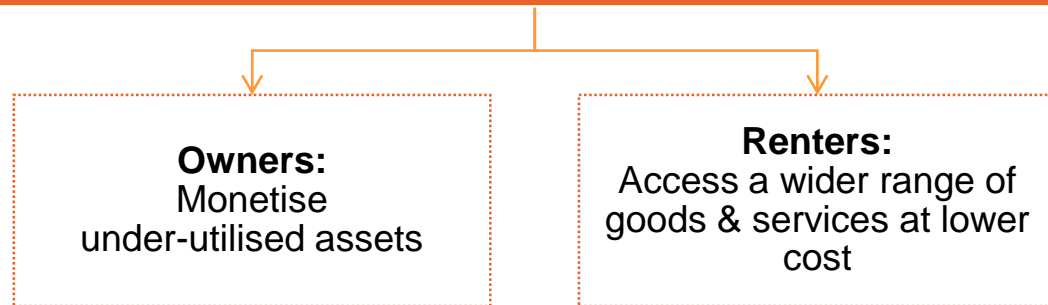 Owners:
Monetise
under-utilised assets
Renters:
Access a wider range of
goods & services at lower
cost